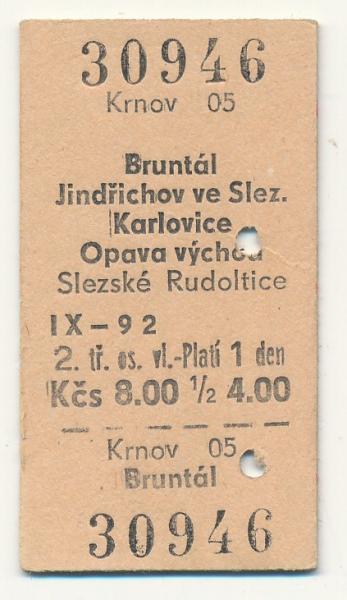 30946
Krnov 05
Bruntál
Jindřichov ve Slez.
Karlovice
Opava východ
Slezské Rudoltice
IX-92
2. tř. os. vl.-Platí 1 den
Kčs 8.00 ½ 4.00
Krnov 05
Bruntál
30946